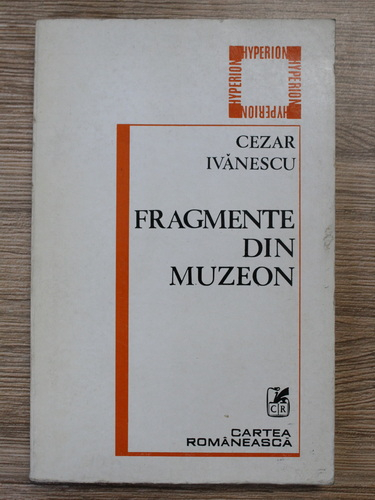 HYPERION
HYPERION
HYPERION
HYPERION
CEZAR
IVĂNESCU
FRAGMENTE
DIN
MUZEON
CR
CARTEA
ROMÂNEASCĂ